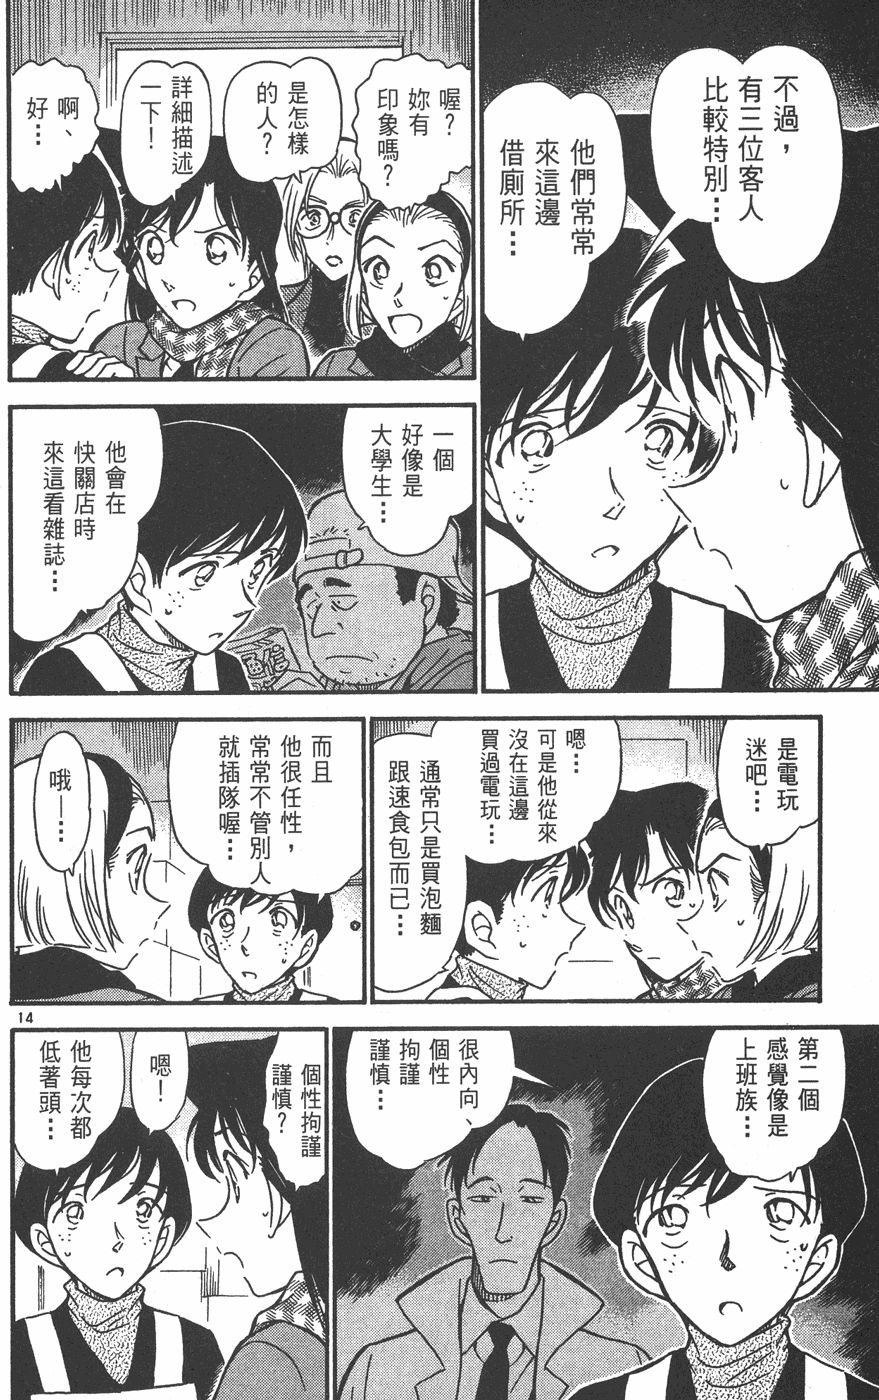 不過，
有三位客人
比較特別…
他們常常
來這邊
借廁所…
喔？
妳有
印象嗎？
是怎樣
的人？
詳細描述
一下！
啊、
好…
一個
好像是
大學生…
他會在
快關店時
來這看雜誌…
是電玩
迷吧…
嗯…
可是他從來
沒在這邊
買過電玩…
通常只是買泡麵
跟速食包而已…
而且
他很任性，
常常不管別人
就插隊喔…
哦—…
14
第二個
感覺像是
上班族…
很內向、
個性
拘謹
謹慎…
個性拘謹
謹慎？
嗯！
他每次都
低著頭…